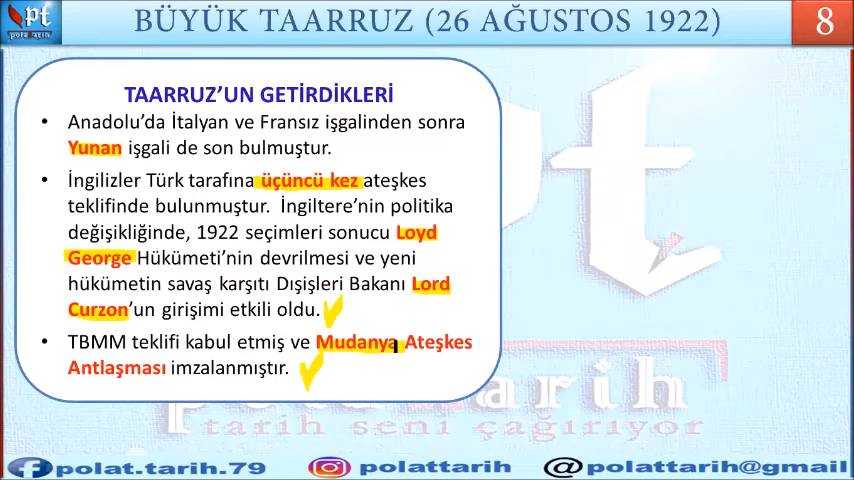 BÜYÜK TAARRUZ (26 AĞUSTOS 1922)
8
pt
polattarih
TAARRUZ’UN GETİRDİKLERİ
• Anadolu’da İtalyan ve Fransız işgalinden sonra
Yunan işgali de son bulmuştur.
• İngilizler Türk tarafına üçüncü kez ateşkes
teklifinde bulunmuştur. İngiltere’nin politika
değişikliğinde, 1922 seçimleri sonucu Loyd
George Hükümeti’nin devrilmesi ve yeni
hükümetin savaş karşıtı Dışişleri Bakanı Lord
Curzon’un girişimi etkili oldu.
• TBMM teklifi kabul etmiş ve Mudanya Ateşkes
Antlaşması imzalanmıştır.
tarih seni çağırıyor
polat.tarih.79
polattarih
@polattarih@gmail